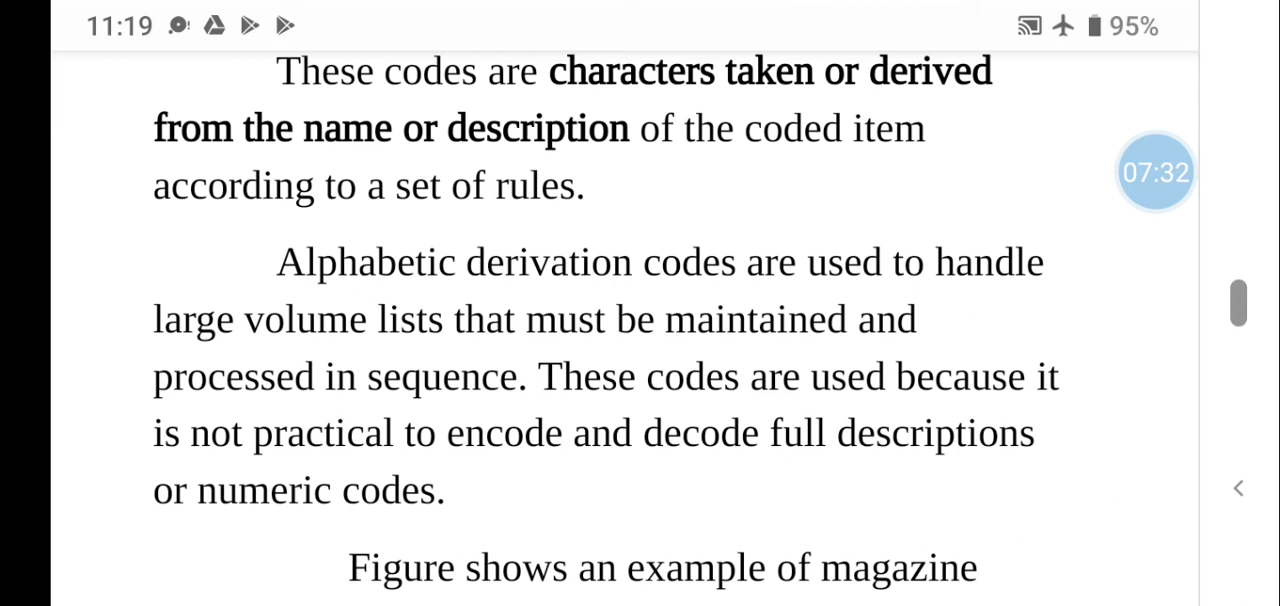 11:19 95%
These codes are characters taken or derived
from the name or description of the coded item
according to a set of rules.
07:32
Alphabetic derivation codes are used to handle
large volume lists that must be maintained and
processed in sequence. These codes are used because it
is not practical to encode and decode full descriptions
or numeric codes.
Figure shows an example of magazine